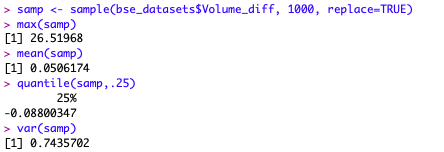 > samp <- sample(bse_datasets$Volume_diff, 1000, replace=TRUE)
> max(samp)
[1] 26.51968
> mean(samp)
[1] 0.0506174
> quantile(samp,.25)
25%
-0.08800347
> var(samp)
[1] 0.7435702